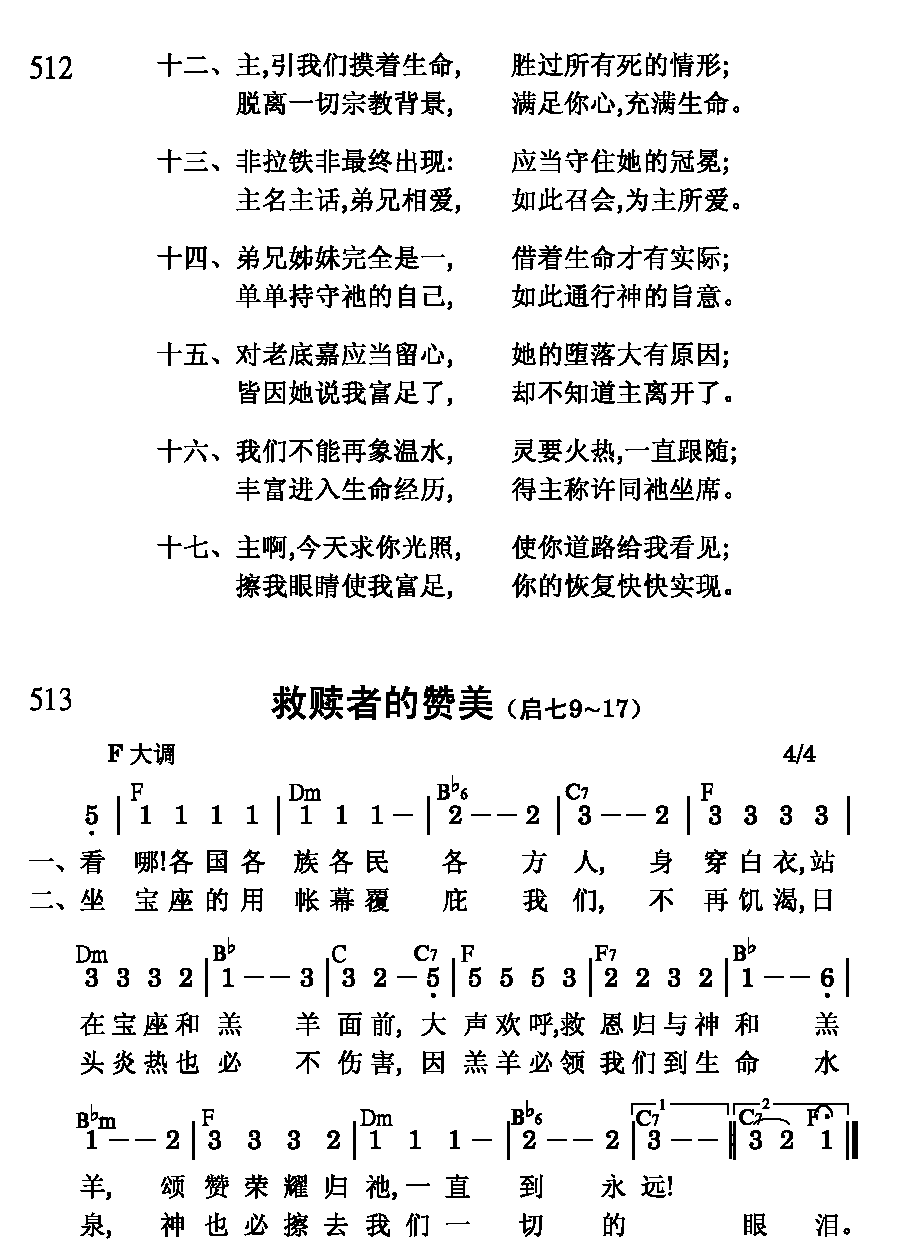 512 十二、主,引我们摸着生命, 胜过所有死的情形;
脱离一切宗教背景, 满足你心,充满生命。
十三、非拉铁非最终出现: 应当守住她的冠冕;
主名主话,弟兄相爱, 如此召会,为主所爱。
十四、弟兄姊妹完全是一, 借着生命才有实际;
单单持守祂的自己, 如此通行神的旨意。
十五、对老底嘉应当留心, 她的堕落大有原因;
皆因她说我富足了, 却不知道主离开了。
十六、我们不能再象温水, 灵要火热,一直跟随;
丰富进入生命经历, 得主称许同祂坐席。
十七、主啊,今天求你光照, 使你道路给我看见;
擦我眼睛使我富足, 你的恢复快快实现。
513 救赎者的赞美(启七9~17)
F 大调 4/4
F Dm B♭6 C7 F
5̣ | 1 1 1 1 | 1 1 1 – | 2 – – 2 | 3 – – 2 | 3 3 3 3 |
一、看 哪!各 国 各 族 各 民 各 方 人, 身 穿 白 衣,站
二、坐 宝 座 的 用 帐 幕 覆 庇 我 们, 不 再 饥 渴,日
Dm B♭ C C7 F F7 B♭
3 3 3 2 | 1 – – 3 | 3 2 – 5̣ | 5 5 5 3 | 2 2 3 2 | 1 – – 6̣ |
在 宝 座 和 羔 羊 面 前, 大 声 欢 呼,救 恩 归 与 神 和 羔
头 炎 热 也 必 不 伤 害, 因 羔 羊 必 领 我 们 到 生 命 水
B♭m F Dm B♭6 1 C7 2 C7 F
1 – – 2 | 3 3 3 2 | 1 1 1 – | 2 – – 2 | 3 – – ‖ 3 2 1 ‖
羊, 颂 赞 荣 耀 归 祂,一 直 到 永 远!
泉, 神 也 必 擦 去 我 们 一 切 的 眼 泪。